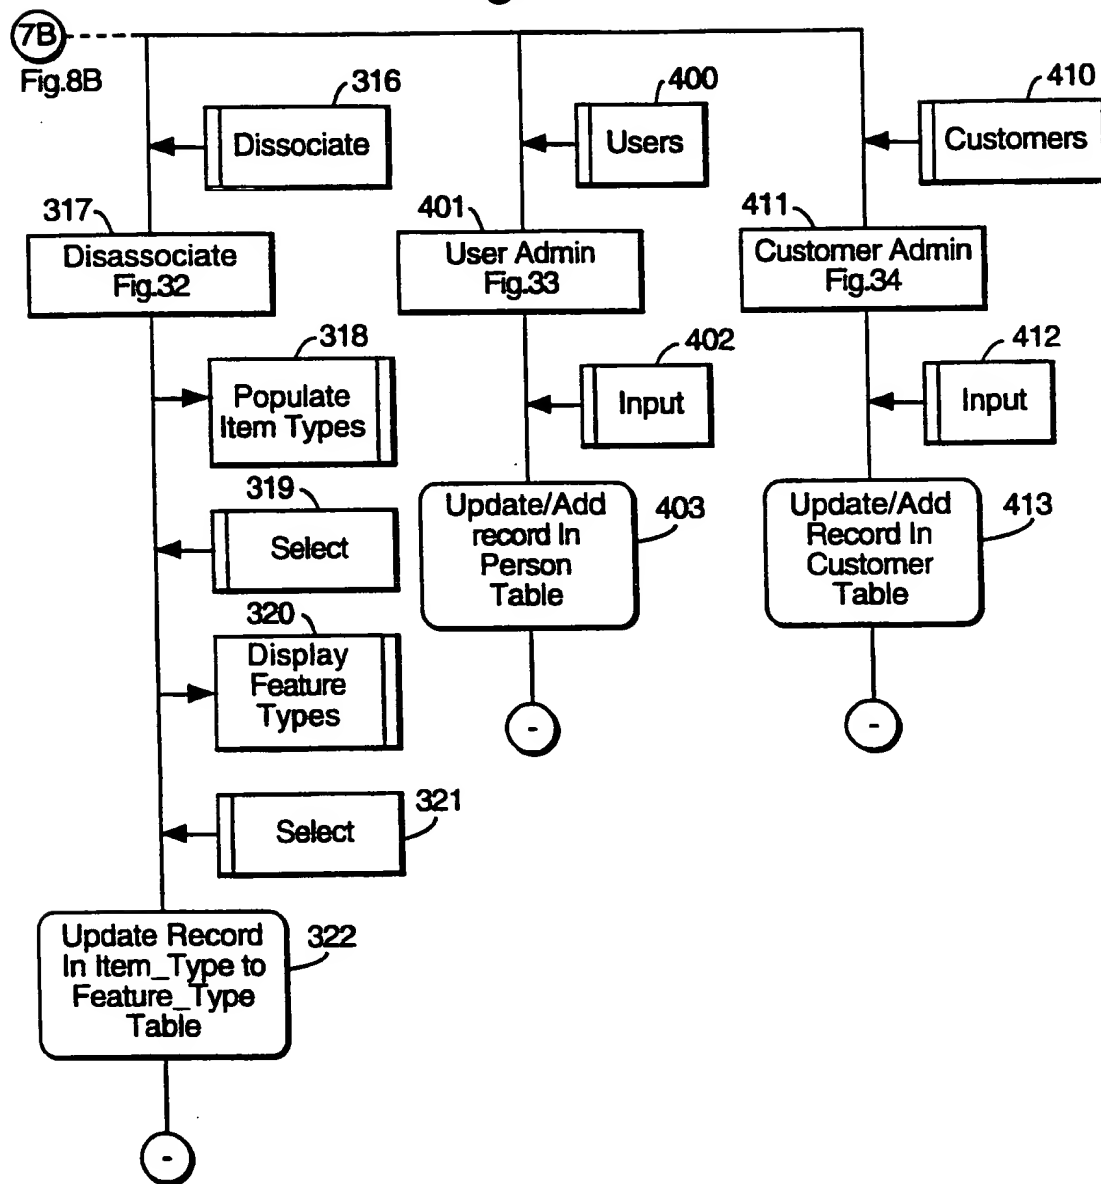 7B
Fig.8B
316
Dissociate
400
Users
410
Customers
317
Disassociate
Fig.32
401
User Admin
Fig.33
411
Customer Admin
Fig.34
318
Populate
Item Types
402
Input
412
Input
319
Select
Update/Add
record In
Person
Table
403
Update/Add
Record In
Customer
Table
413
320
Display
Feature
Types
-
-
321
Select
Update Record
In Item_Type to
Feature_Type
Table
322
-